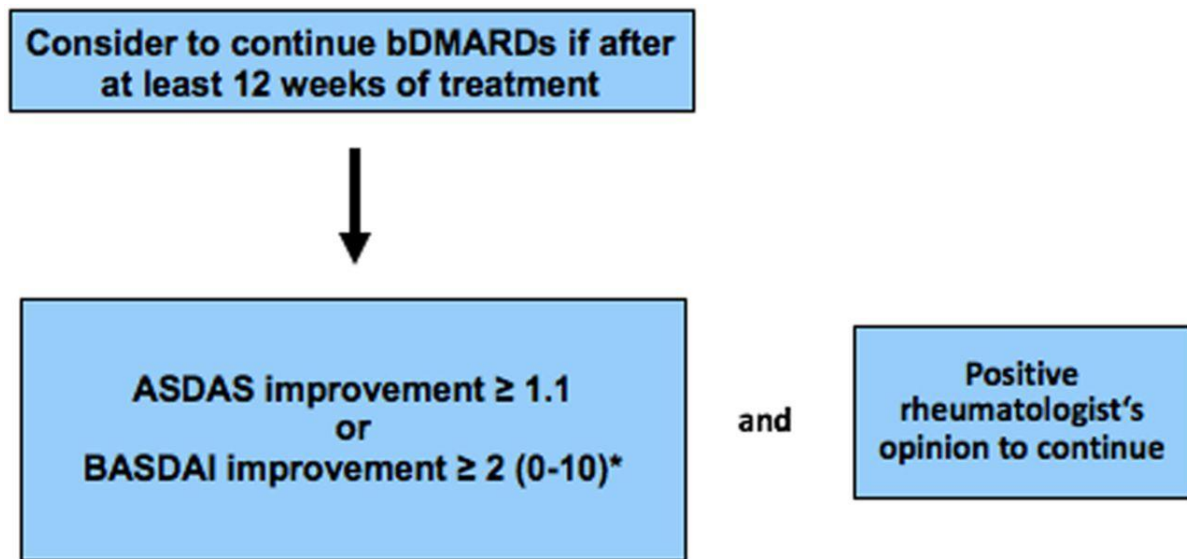 Consider to continue bDMARDs if after
at least 12 weeks of treatment
ASDAS improvement ≥ 1.1
or
BASDAI improvement ≥ 2 (0-10)*
and
Positive
rheumatologist‘s
opinion to continue